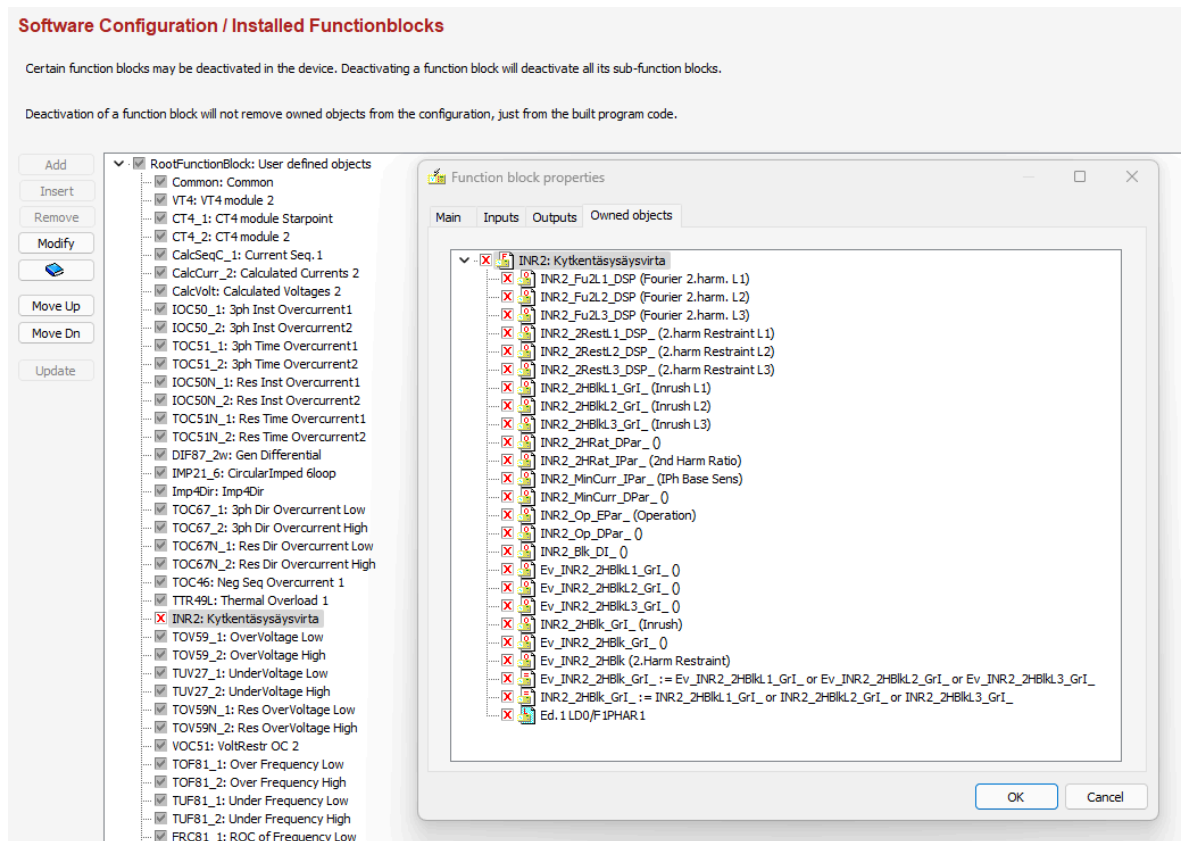 Software Configuration / Installed Functionblocks
Certain function blocks may be deactivated in the device. Deactivating a function block will deactivate all its sub-function blocks.
Deactivation of a function block will not remove owned objects from the configuration, just from the built program code.
Add
Insert
Remove
Modify
Move Up
Move Dn
Update
RootFunctionBlock: User defined objects
Common: Common
VT4: VT4 module 2
CT4_1: CT4 module Starpoint
CT4_2: CT4 module 2
CalcSeqC_1: Current Seq.1
CalcCurr_2: Calculated Currents 2
CalcVolt: Calculated Voltages 2
IOC50_1: 3ph Inst Overcurrent1
IOC50_2: 3ph Inst Overcurrent2
TOC51_1: 3ph Time Overcurrent1
TOC51_2: 3ph Time Overcurrent2
IOC50N_1: Res Inst Overcurrent1
IOC50N_2: Res Inst Overcurrent2
TOC51N_1: Res Time Overcurrent1
TOC51N_2: Res Time Overcurrent2
DIF87_2w: Gen Differential
IMP21_6: CircularImped 6loop
Imp4Dir: Imp4Dir
TOC67_1: 3ph Dir Overcurrent Low
TOC67_2: 3ph Dir Overcurrent High
TOC67N_1: Res Dir Overcurrent Low
TOC67N_2: Res Dir Overcurrent High
TOC46: Neg Seq Overcurrent 1
TTR49L: Thermal Overload 1
INR2: Kytkentäsysäysvirta
TOV59_1: OverVoltage Low
TOV59_2: OverVoltage High
TUV27_1: UnderVoltage Low
TUV27_2: UnderVoltage High
TOV59N_1: Res OverVoltage Low
TOV59N_2: Res OverVoltage High
VOC51: VoltRestr OC 2
TOF81_1: Over Frequency Low
TOF81_2: Over Frequency High
TUF81_1: Under Frequency Low
TUF81_2: Under Frequency High
FRC81_1: ROC of Frequency Low
Function block properties
Main Inputs Outputs Owned objects
INR2: Kytkentäsysäysvirta
INR2_Fu2L1_DSP (Fourier 2.harm. L1)
INR2_Fu2L2_DSP (Fourier 2.harm. L2)
INR2_Fu2L3_DSP (Fourier 2.harm. L3)
INR2_2RestL1_DSP_ (2.harm Restraint L1)
INR2_2RestL2_DSP_ (2.harm Restraint L2)
INR2_2RestL3_DSP_ (2.harm Restraint L3)
INR2_2HBlkL1_GrI_ (Inrush L1)
INR2_2HBlkL2_GrI_ (Inrush L2)
INR2_2HBlkL3_GrI_ (Inrush L3)
INR2_2HRat_DPar_ ()
INR2_2HRat_IPar_ (2nd Harm Ratio)
INR2_MinCurr_IPar_ (IPh Base Sens)
INR2_MinCurr_DPar_ ()
INR2_Op_EPar_ (Operation)
INR2_Op_DPar_ ()
INR2_Blk_DI_ ()
Ev_INR2_2HBlkL1_GrI_ ()
Ev_INR2_2HBlkL2_GrI_ ()
Ev_INR2_2HBlkL3_GrI_ ()
INR2_2HBlk_GrI_ (Inrush)
Ev_INR2_2HBlk_GrI_ ()
Ev_INR2_2HBlk (2.Harm Restraint)
Ev_INR2_2HBlk_GrI_ := Ev_INR2_2HBlkL1_GrI_ or Ev_INR2_2HBlkL2_GrI_ or Ev_INR2_2HBlkL3_GrI_
INR2_2HBlk_GrI_ := INR2_2HBlkL1_GrI_ or INR2_2HBlkL2_GrI_ or INR2_2HBlkL3_GrI_
Ed.1 LD0/F1PHAR1
OK Cancel